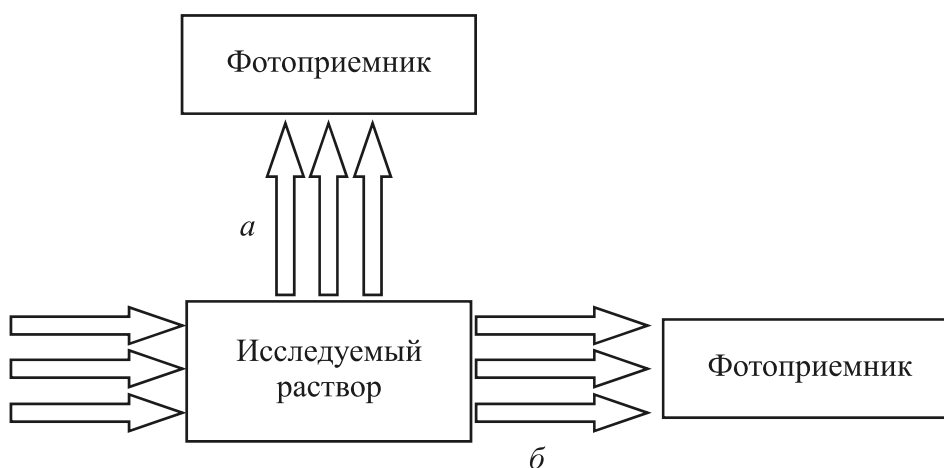 Фотоприемник
а
Исследуемый
раствор
Фотоприемник
б